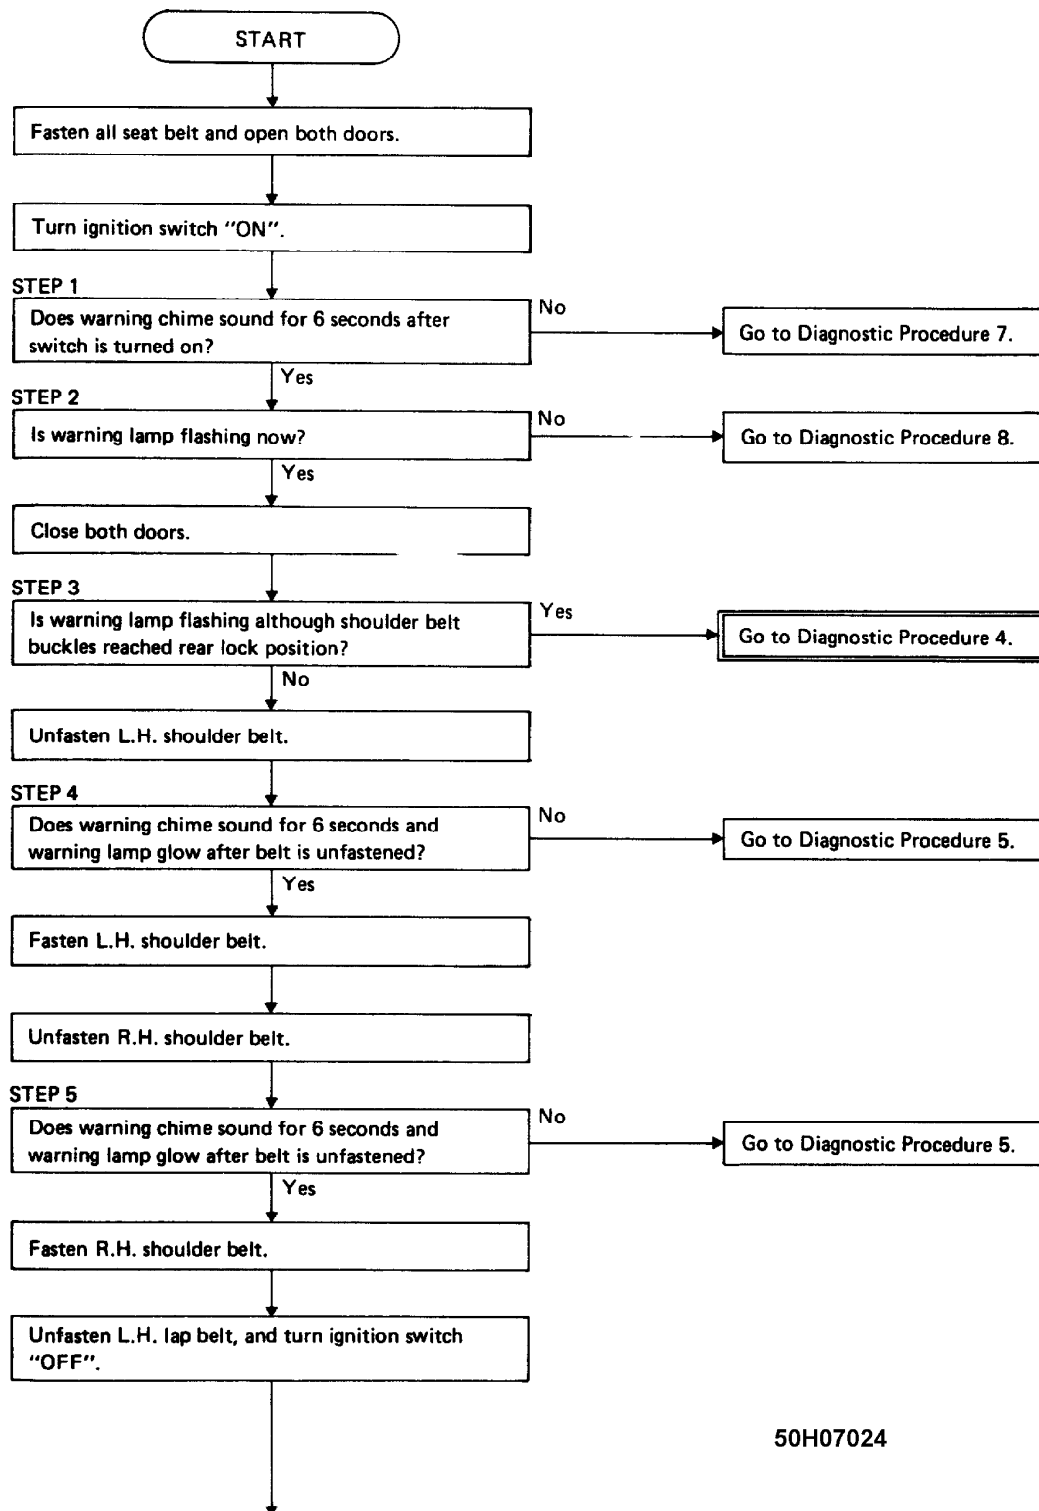 START
Fasten all seat belt and open both doors.
Turn ignition switch "ON".
STEP 1
Does warning chime sound for 6 seconds after
switch is turned on?
No
Go to Diagnostic Procedure 7.
Yes
STEP 2
Is warning lamp flashing now?
No
Go to Diagnostic Procedure 8.
Yes
Close both doors.
STEP 3
Is warning lamp flashing although shoulder belt
buckles reached rear lock position?
Yes
Go to Diagnostic Procedure 4.
No
Unfasten L.H. shoulder belt.
STEP 4
Does warning chime sound for 6 seconds and
warning lamp glow after belt is unfastened?
No
Go to Diagnostic Procedure 5.
Yes
Fasten L.H. shoulder belt.
Unfasten R.H. shoulder belt.
STEP 5
Does warning chime sound for 6 seconds and
warning lamp glow after belt is unfastened?
No
Go to Diagnostic Procedure 5.
Yes
Fasten R.H. shoulder belt.
Unfasten L.H. lap belt, and turn ignition switch
"OFF".
50H07024